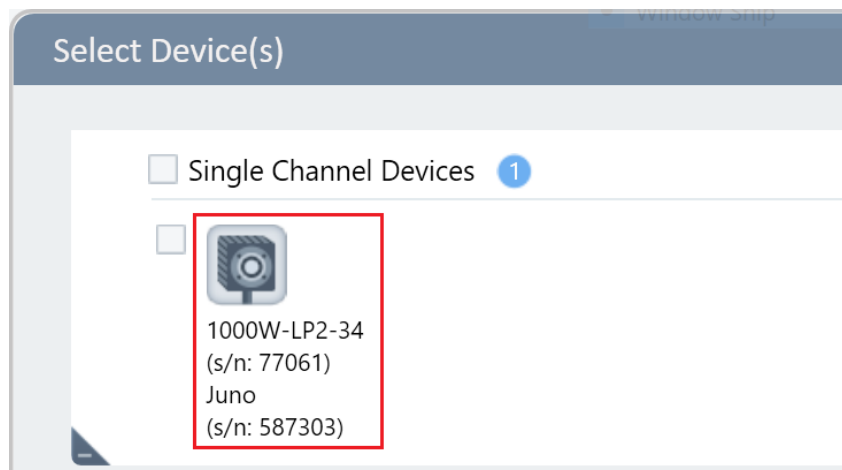 Window Snip
Select Device(s)
Single Channel Devices 1
1000W-LP2-34
(s/n: 77061)
Juno
(s/n: 587303)